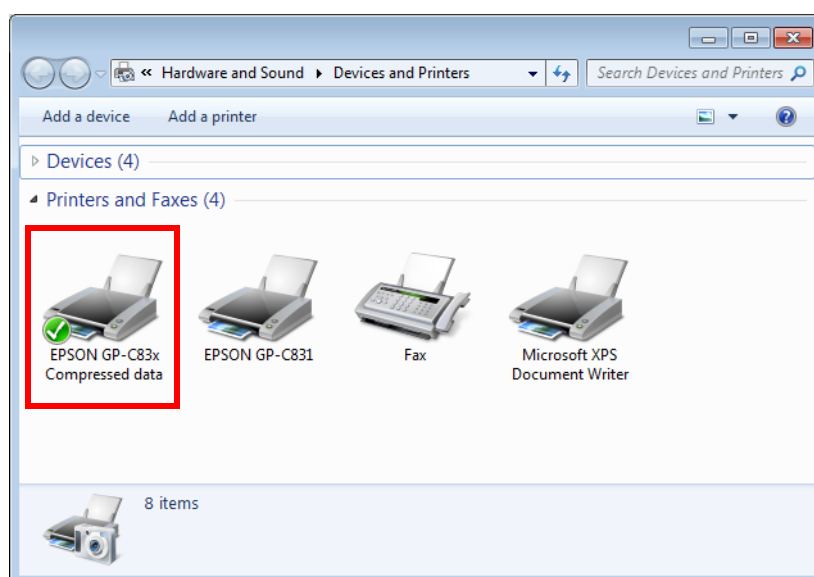 « Hardware and Sound ▸ Devices and Printers
Search Devices and Printers
Add a device Add a printer
Devices (4)
Printers and Faxes (4)
EPSON GP-C83x
Compressed data
EPSON GP-C831
Fax
Microsoft XPS
Document Writer
8 items